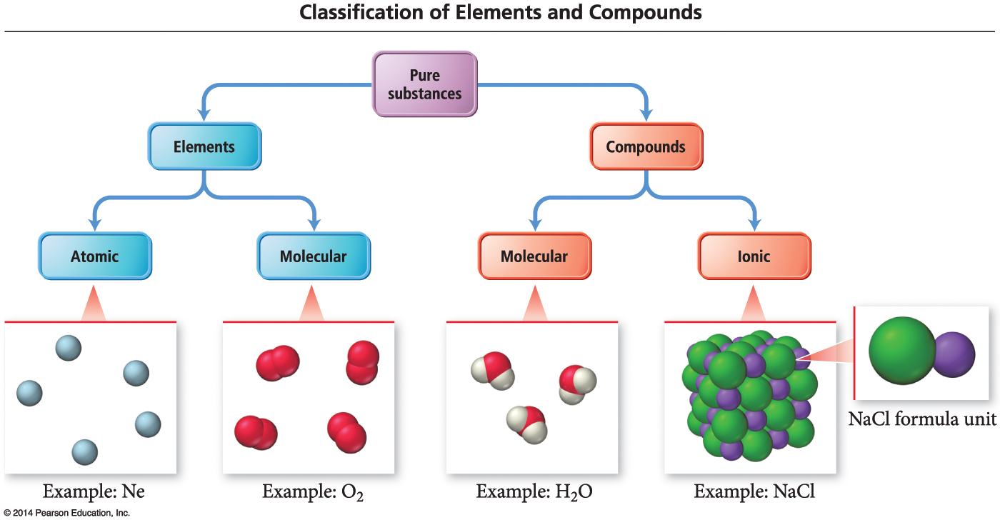 Classification of Elements and Compounds
Pure
substances
Elements
Compounds
Atomic
Molecular
Molecular
Ionic
NaCl formula unit
Example: Ne
Example: O₂
Example: H₂O
Example: NaCl
© 2014 Pearson Education, Inc.